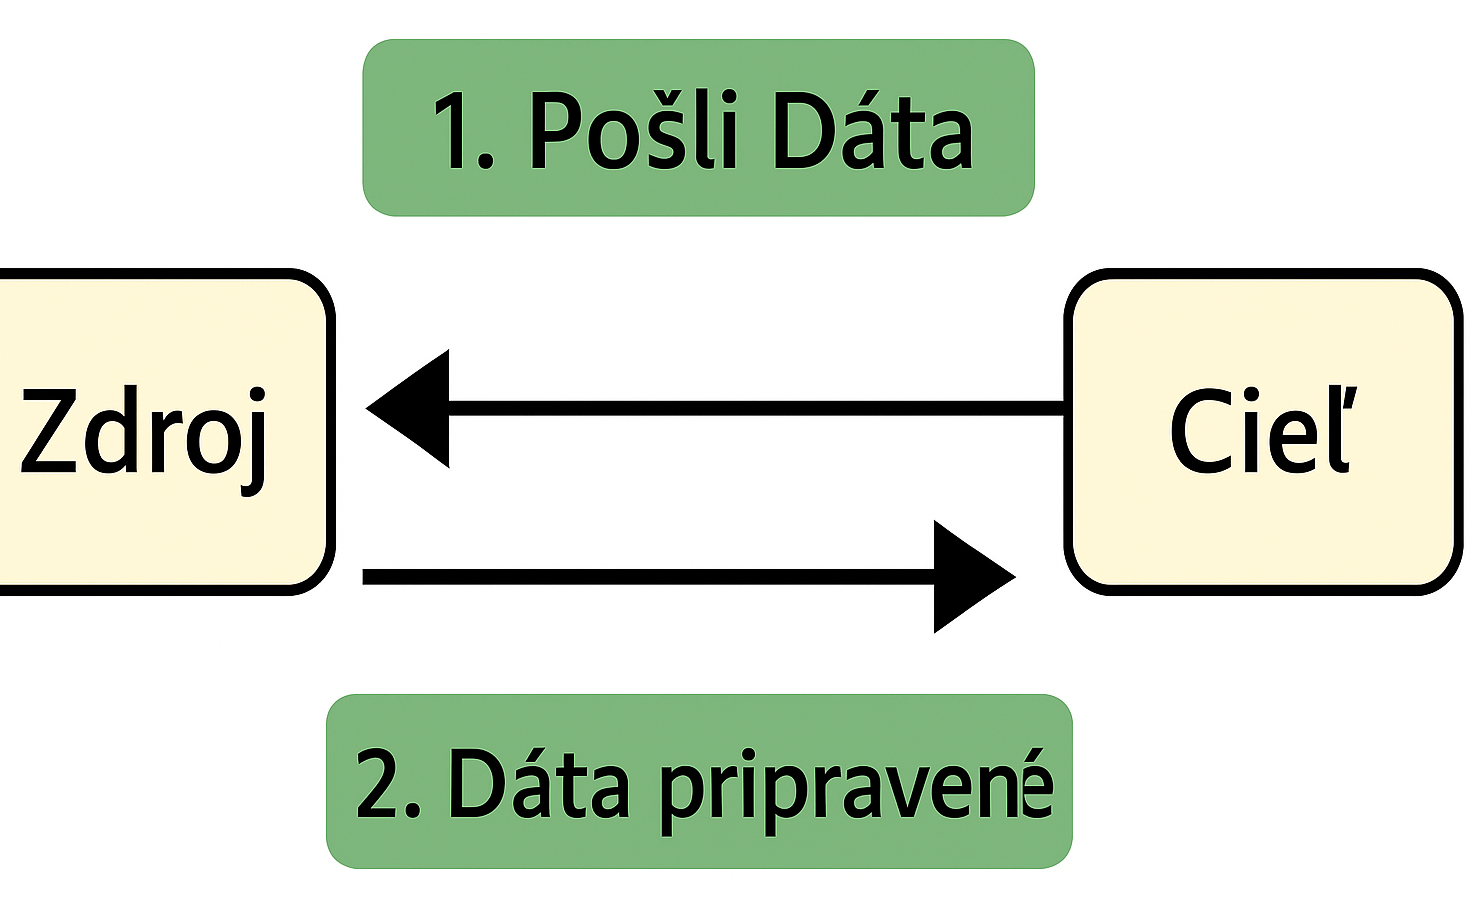 1. Pošli Dáta
Zdroj
Cieľ
2. Dáta pripravené